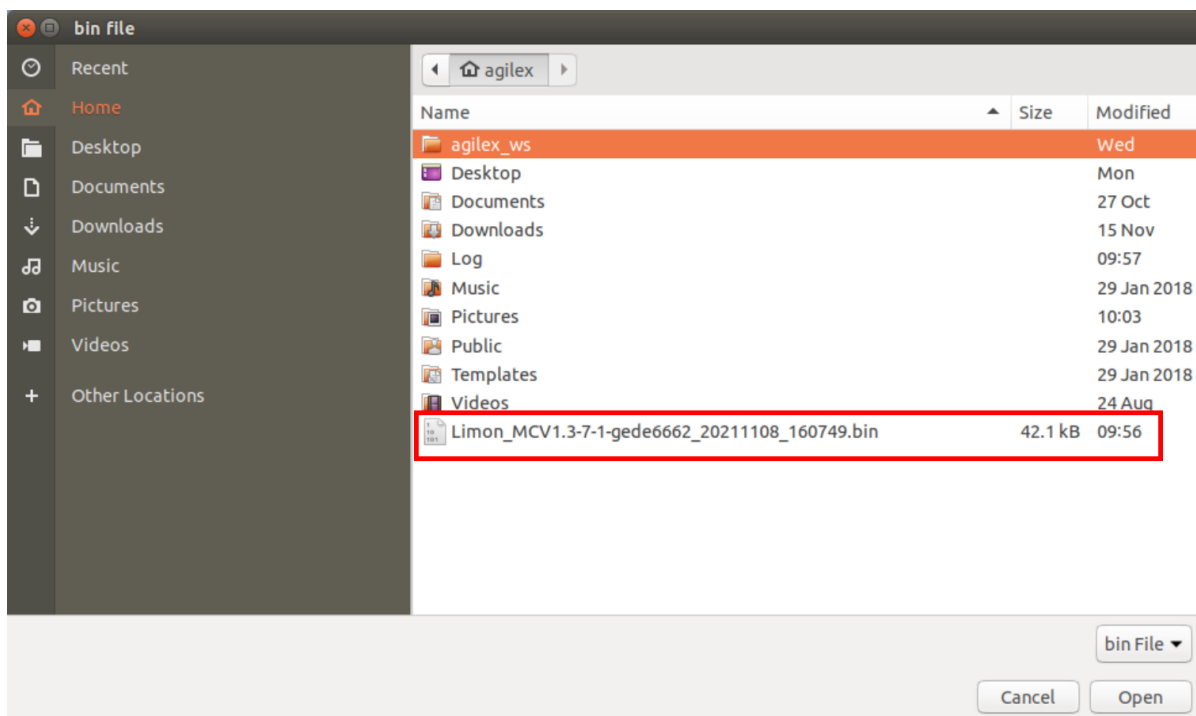 bin file
Recent
Home
Desktop
Documents
Downloads
Music
Pictures
Videos
Other Locations
agilex
Name Size Modified
agilex_ws Wed
Desktop Mon
Documents 27 Oct
Downloads 15 Nov
Log 09:57
Music 29 Jan 2018
Pictures 10:03
Public 29 Jan 2018
Templates 29 Jan 2018
Videos 24 Aug
Limon_MCV1.3-7-1-gede6662_20211108_160749.bin 42.1 kB 09:56
bin File
Cancel Open